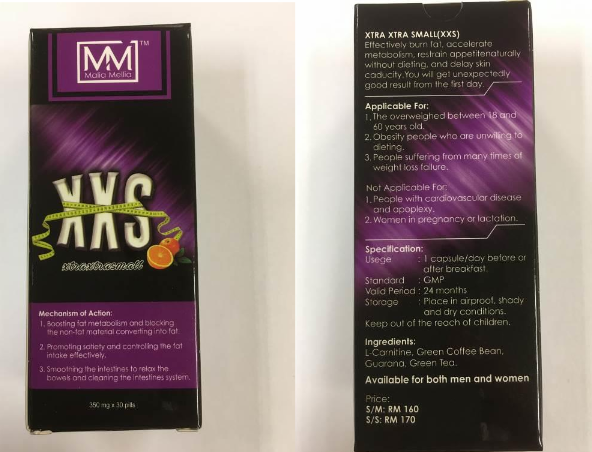 MM TM
Malio Mellia
XXS
xtraxtrasmall
Mechanism of Action:
1. Boosting fat metabolism and blocking
the non-fat material converting into fat.
2. Promoting satiety and controlling the fat
intake effectively.
3. Smoothing the intestines to relax the
bowels and cleaning the intestines system.
350 mg x 30 pills
XTRA XTRA SMALL(XXS)
Effectively burn fat, accelerate
metabolism, restrain appetitenaturally
without dieting, and delay skin
caducity.You will get unexpectedly
good result from the first day.
Applicable For:
1. The overweighed between 18 and
60 years old.
2. Obesity people who are unwilling to
dieting.
3. People suffering from many times of
weight loss failure.
Not Applicable For:
1. People with cardiovascular disease
and apoplexy.
2. Women in pregnancy or lactation.
Specification:
Usege : 1 capsule/day before or
after breakfast.
Standard : GMP
Valid Period : 24 months
Storage : Place in airproof, shady
and dry conditions.
Keep out of the reach of children.
Ingredients:
L-Carnitine, Green Coffee Bean,
Guarana, Green Tea.
Available for both men and women
Price:
S/M: RM 160
S/S: RM 170